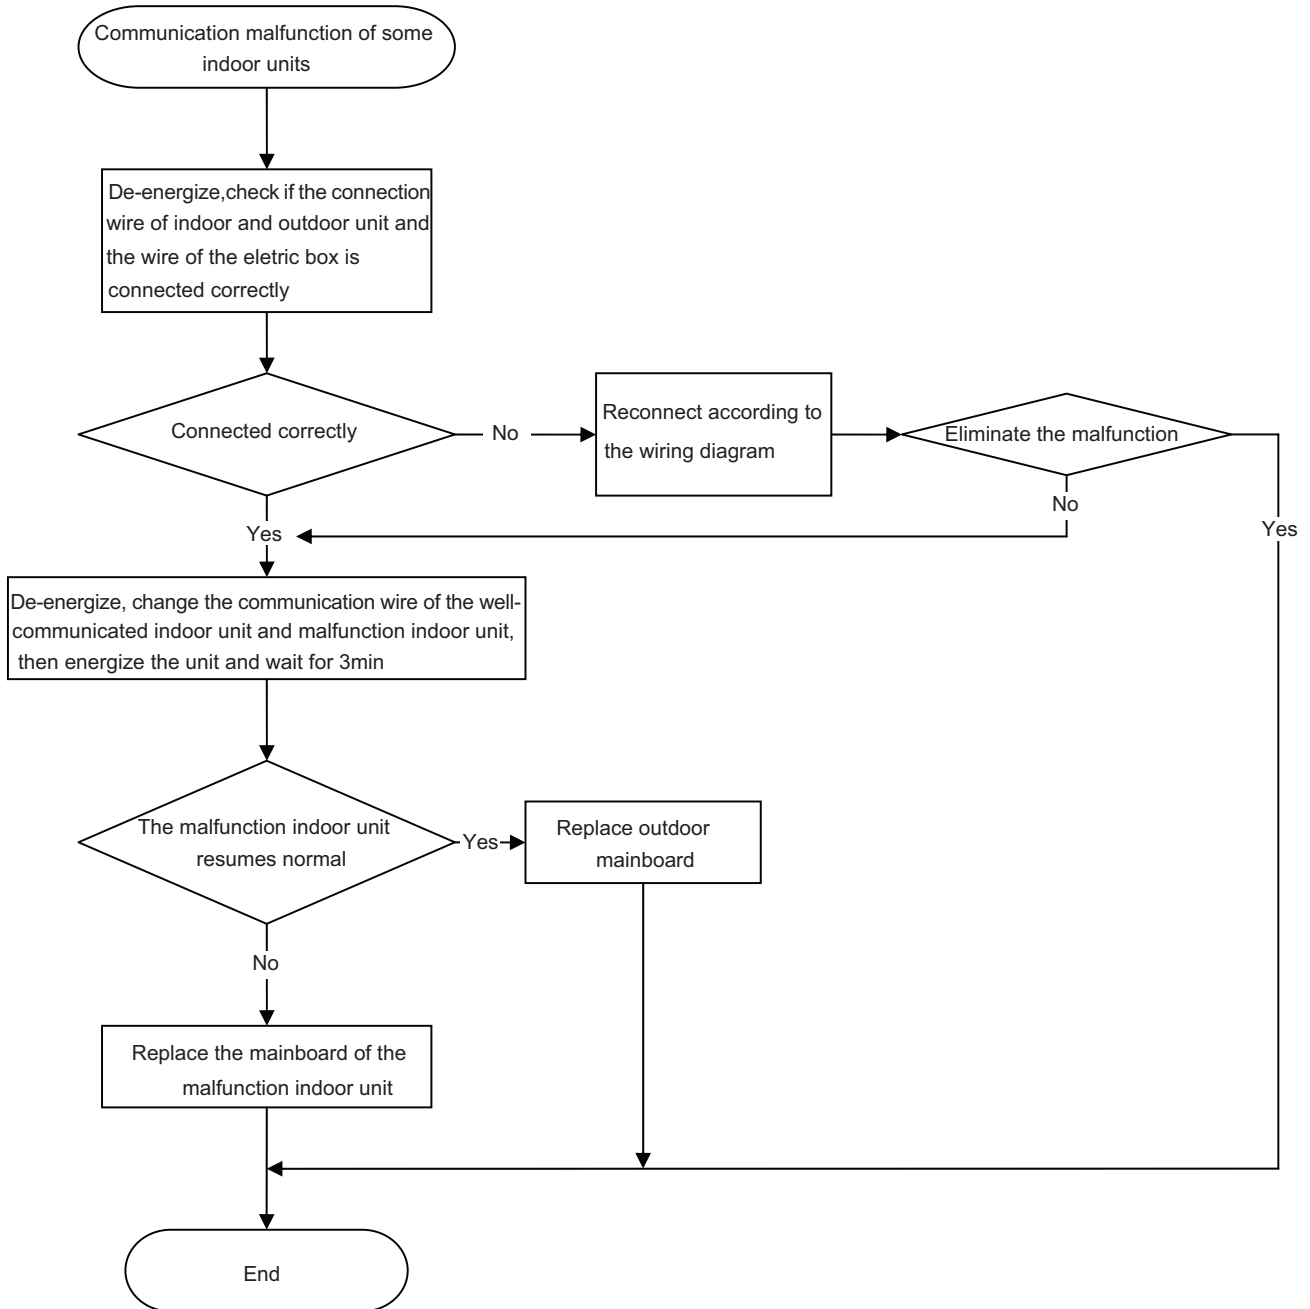 Communication malfunction of some
indoor units
De-energize,check if the connection
wire of indoor and outdoor unit and
the wire of the eletric box is
connected correctly
Connected correctly
No
Reconnect according to
the wiring diagram
Eliminate the malfunction
No
Yes
Yes
De-energize, change the communication wire of the well-
communicated indoor unit and malfunction indoor unit,
then energize the unit and wait for 3min
The malfunction indoor unit
resumes normal
Yes
Replace outdoor
mainboard
No
Replace the mainboard of the
malfunction indoor unit
End